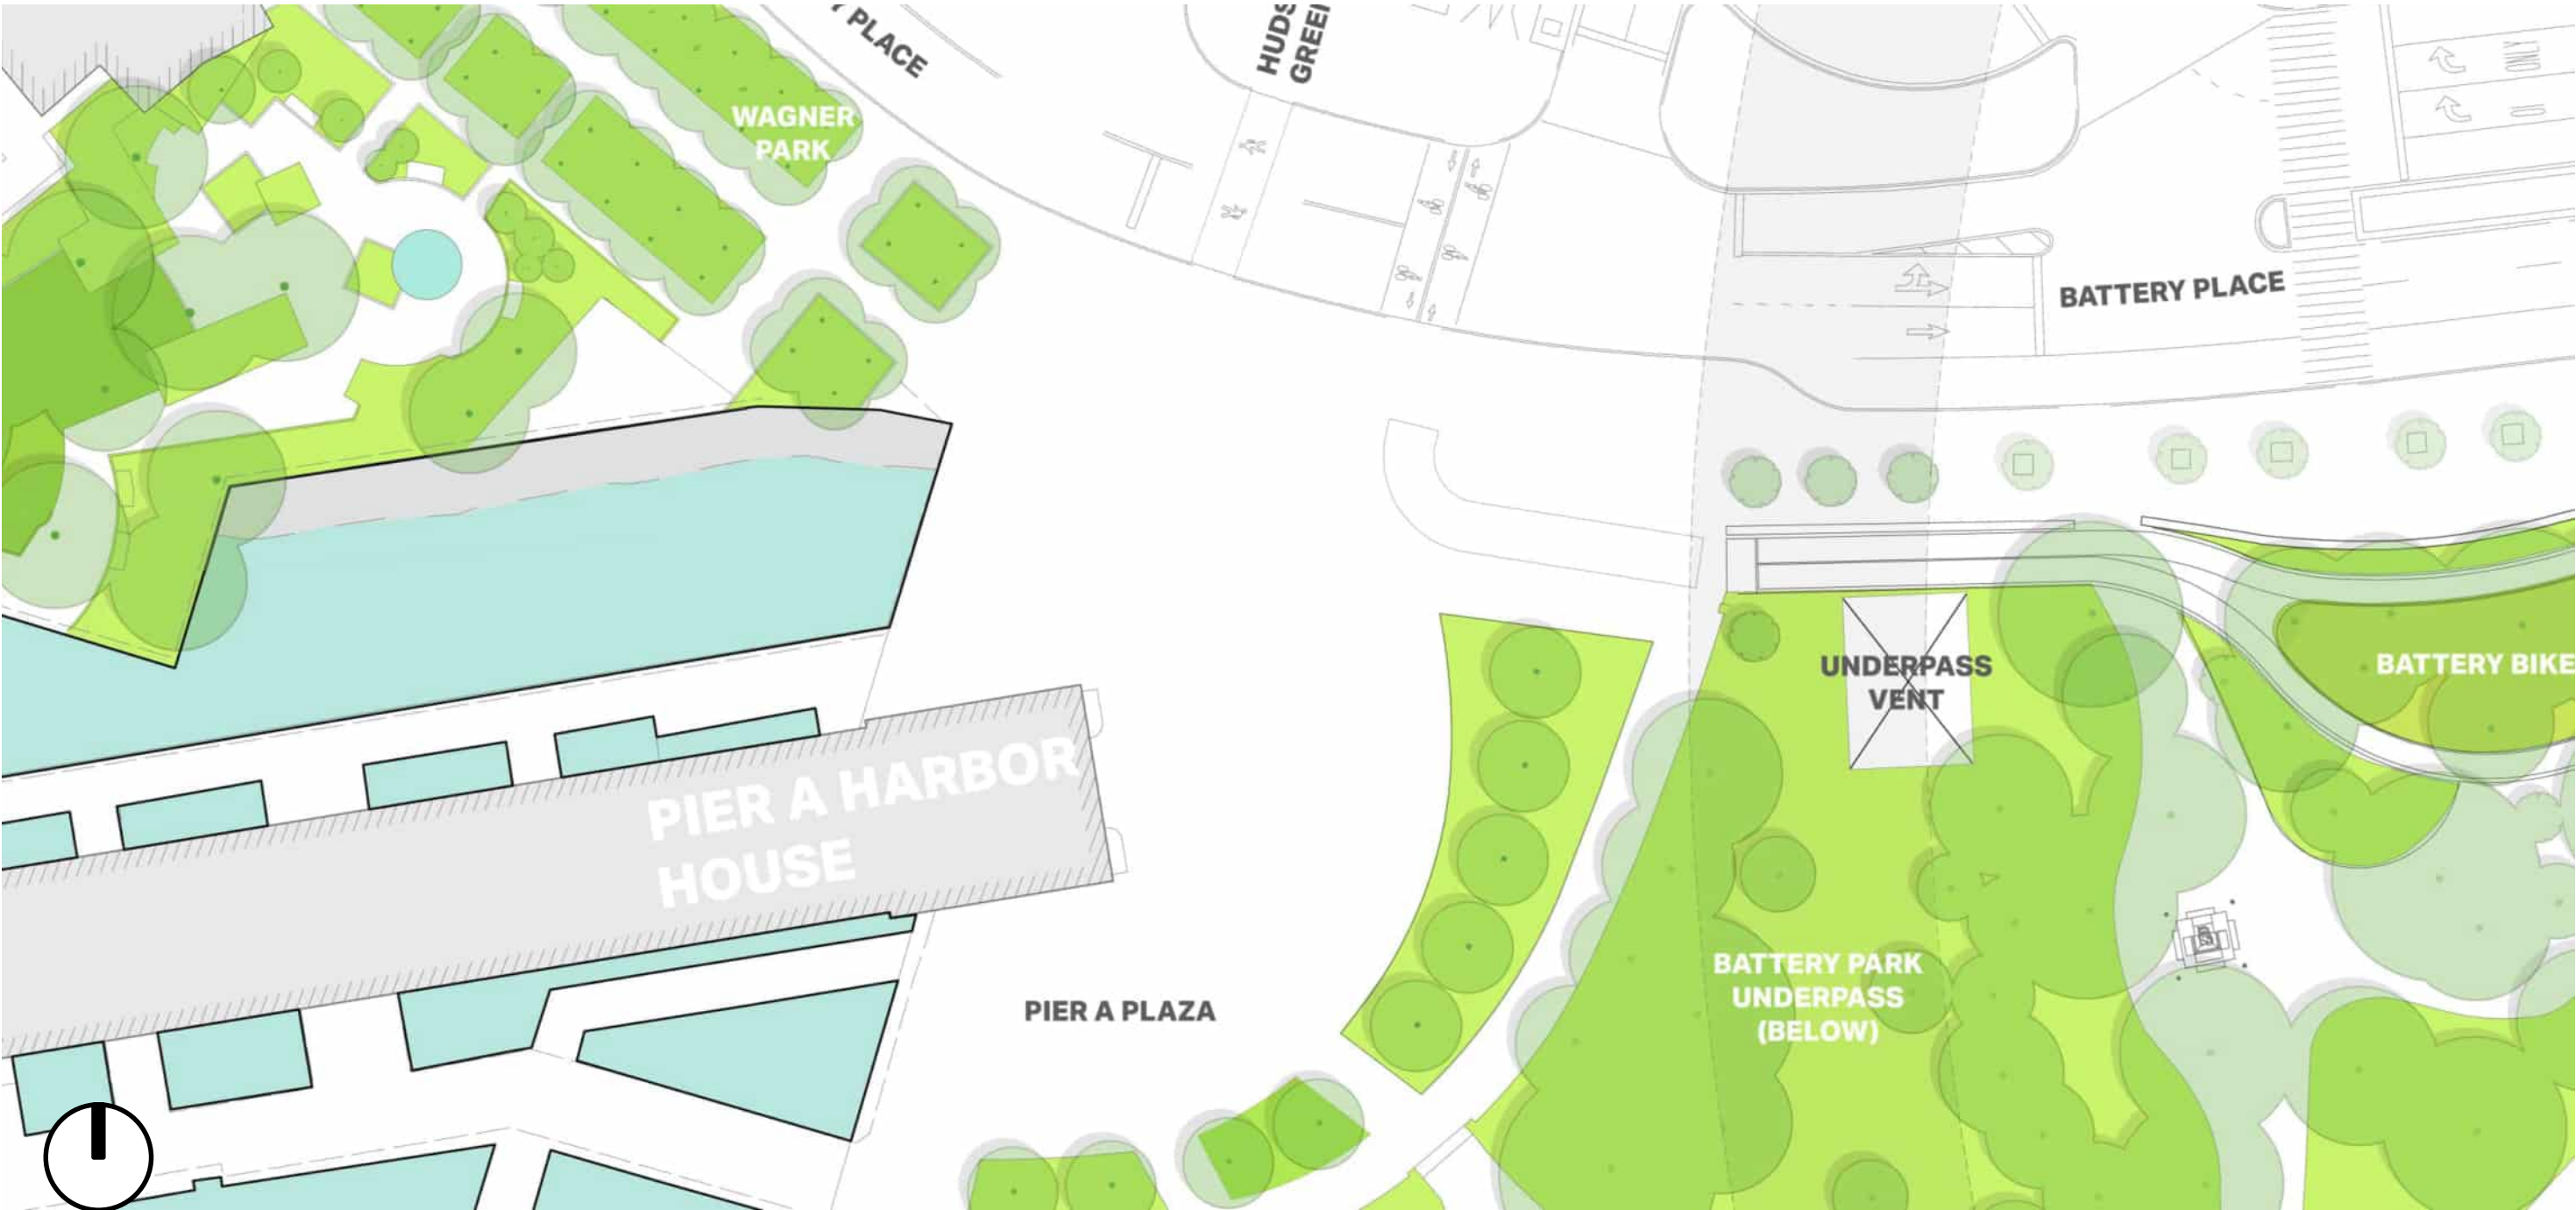 PLACE
HUDS
GREEN
WAGNER
PARK
BATTERY PLACE
UNDERPASS
VENT
BATTERY BIKE
PIER A HARBOR
HOUSE
BATTERY PARK
UNDERPASS
(BELOW)
PIER A PLAZA